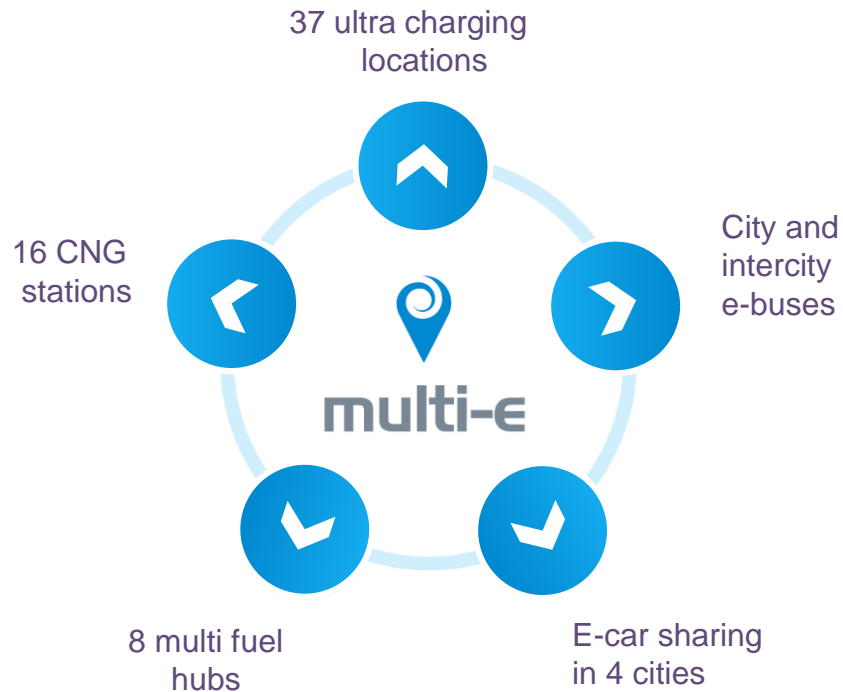 37 ultra charging
locations
City and
intercity
e-buses
16 CNG
stations
multi-e
8 multi fuel
hubs
E-car sharing
in 4 cities